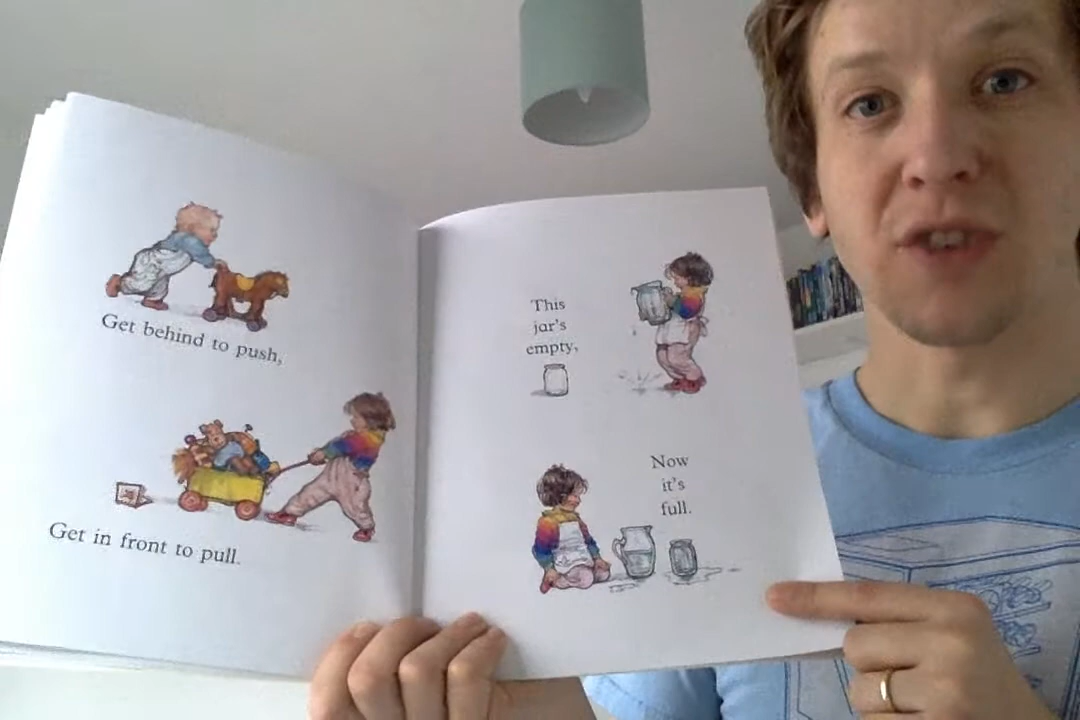 Get behind to push,
Get in front to pull.
This
jar's
empty,
Now
it's
full.